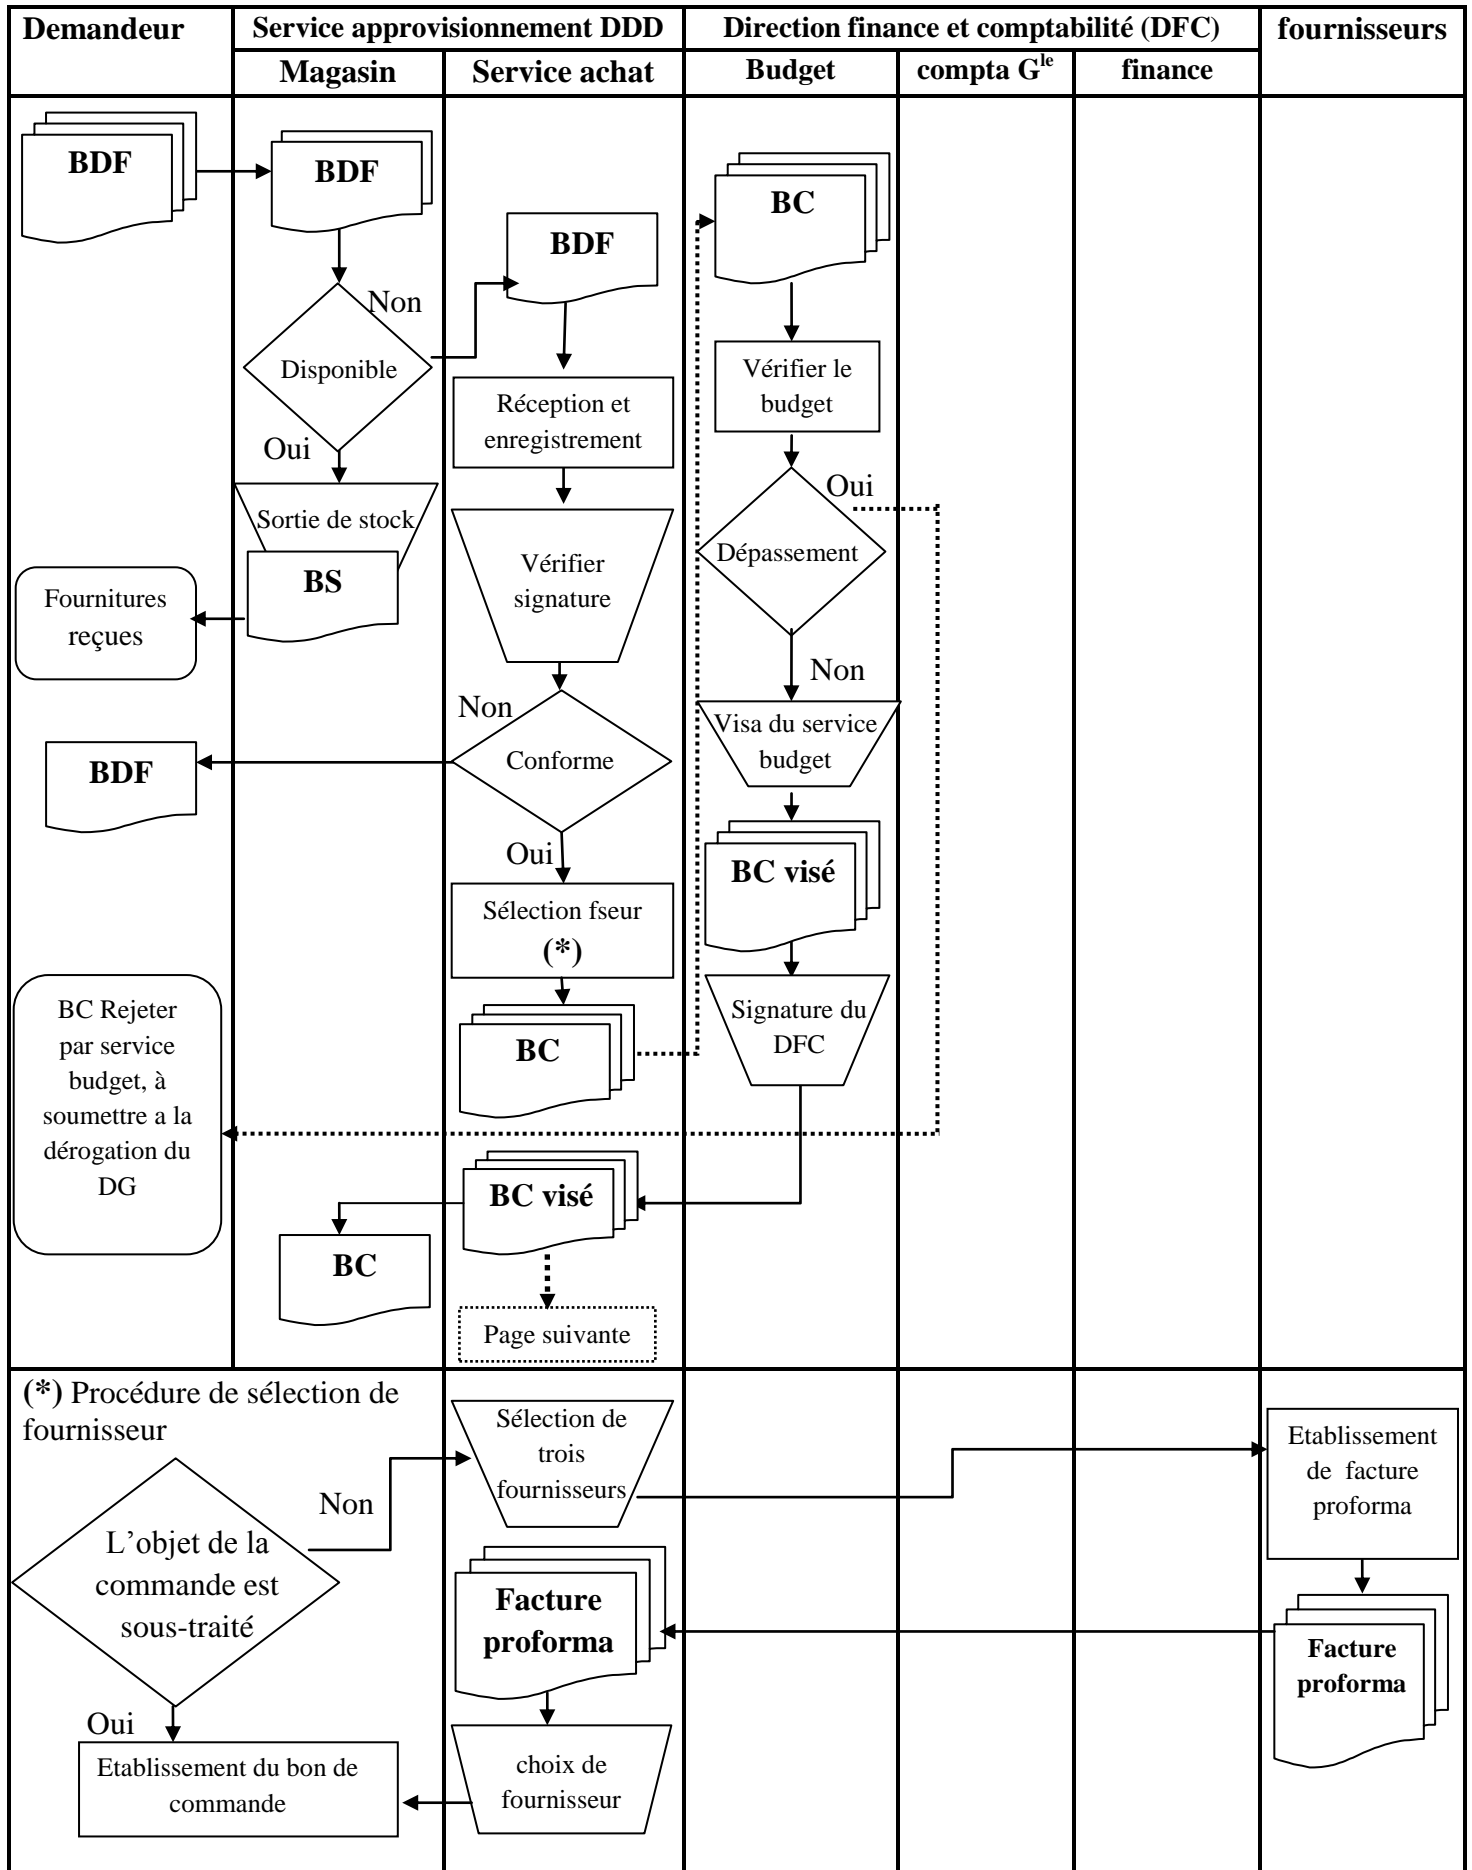 Demandeur
Service approvisionnement DDD
Direction finance et comptabilité (DFC)
fournisseurs
Magasin
Service achat
Budget
compta Gle
finance
BDF
BDF
BDF
BC
Non
Disponible
Oui
Réception et
enregistrement
Vérifier le
budget
Oui
Sortie de stock
BS
Fournitures
reçues
Vérifier
signature
Dépassement
Non
Non
Conforme
BDF
Visa du service
budget
Oui
BC visé
Sélection fseur
(*)
BC
Signature du
DFC
BC Rejeter
par service
budget, à
soumettre a la
dérogation du
DG
BC visé
BC
Page suivante
(*) Procédure de sélection de
fournisseur
Sélection de
trois
fournisseurs
Etablissement
de facture
proforma
Non
L’objet de la
commande est
sous-traité
Facture
proforma
Facture
proforma
Oui
Etablissement du bon de
commande
choix de
fournisseur